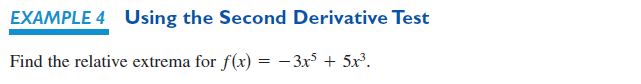 EXAMPLE 4 Using the Second Derivative Test
Find the relative extrema for f(x) = −3x⁵ + 5x³.